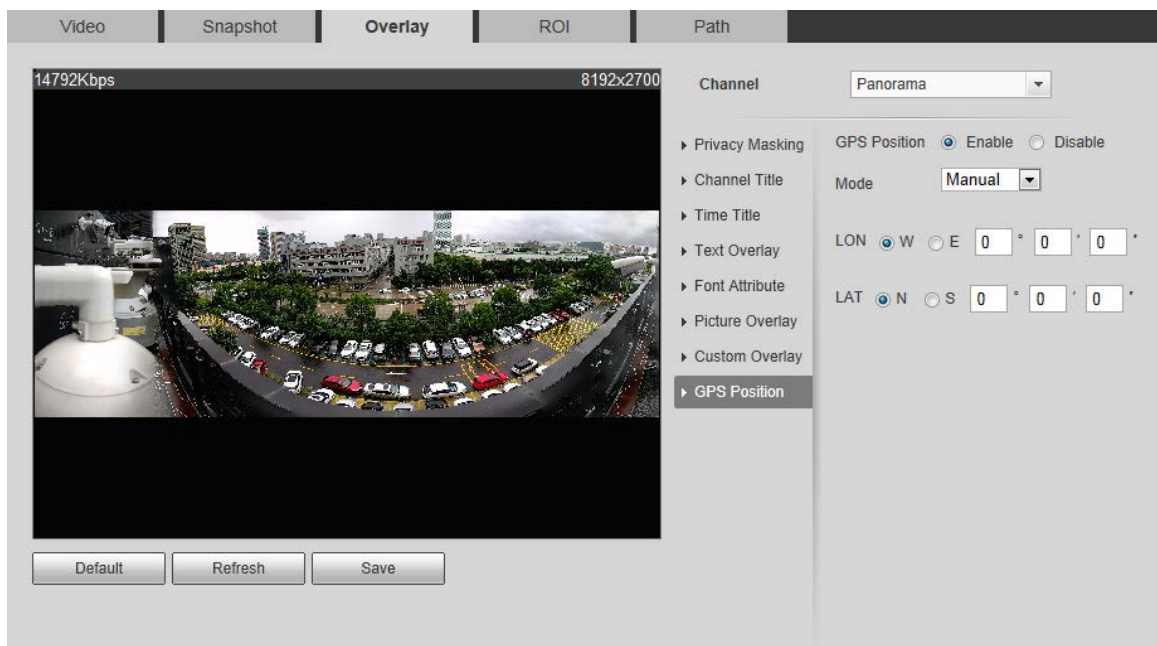 Video Snapshot Overlay ROI Path
14792Kbps 8192x2700
Channel Panorama
Privacy Masking
Channel Title
Time Title
Text Overlay
Font Attribute
Picture Overlay
Custom Overlay
GPS Position
GPS Position Enable Disable
Mode Manual
LON W E 0 ° 0 ' 0 "
LAT N S 0 ° 0 ' 0 "
Default Refresh Save